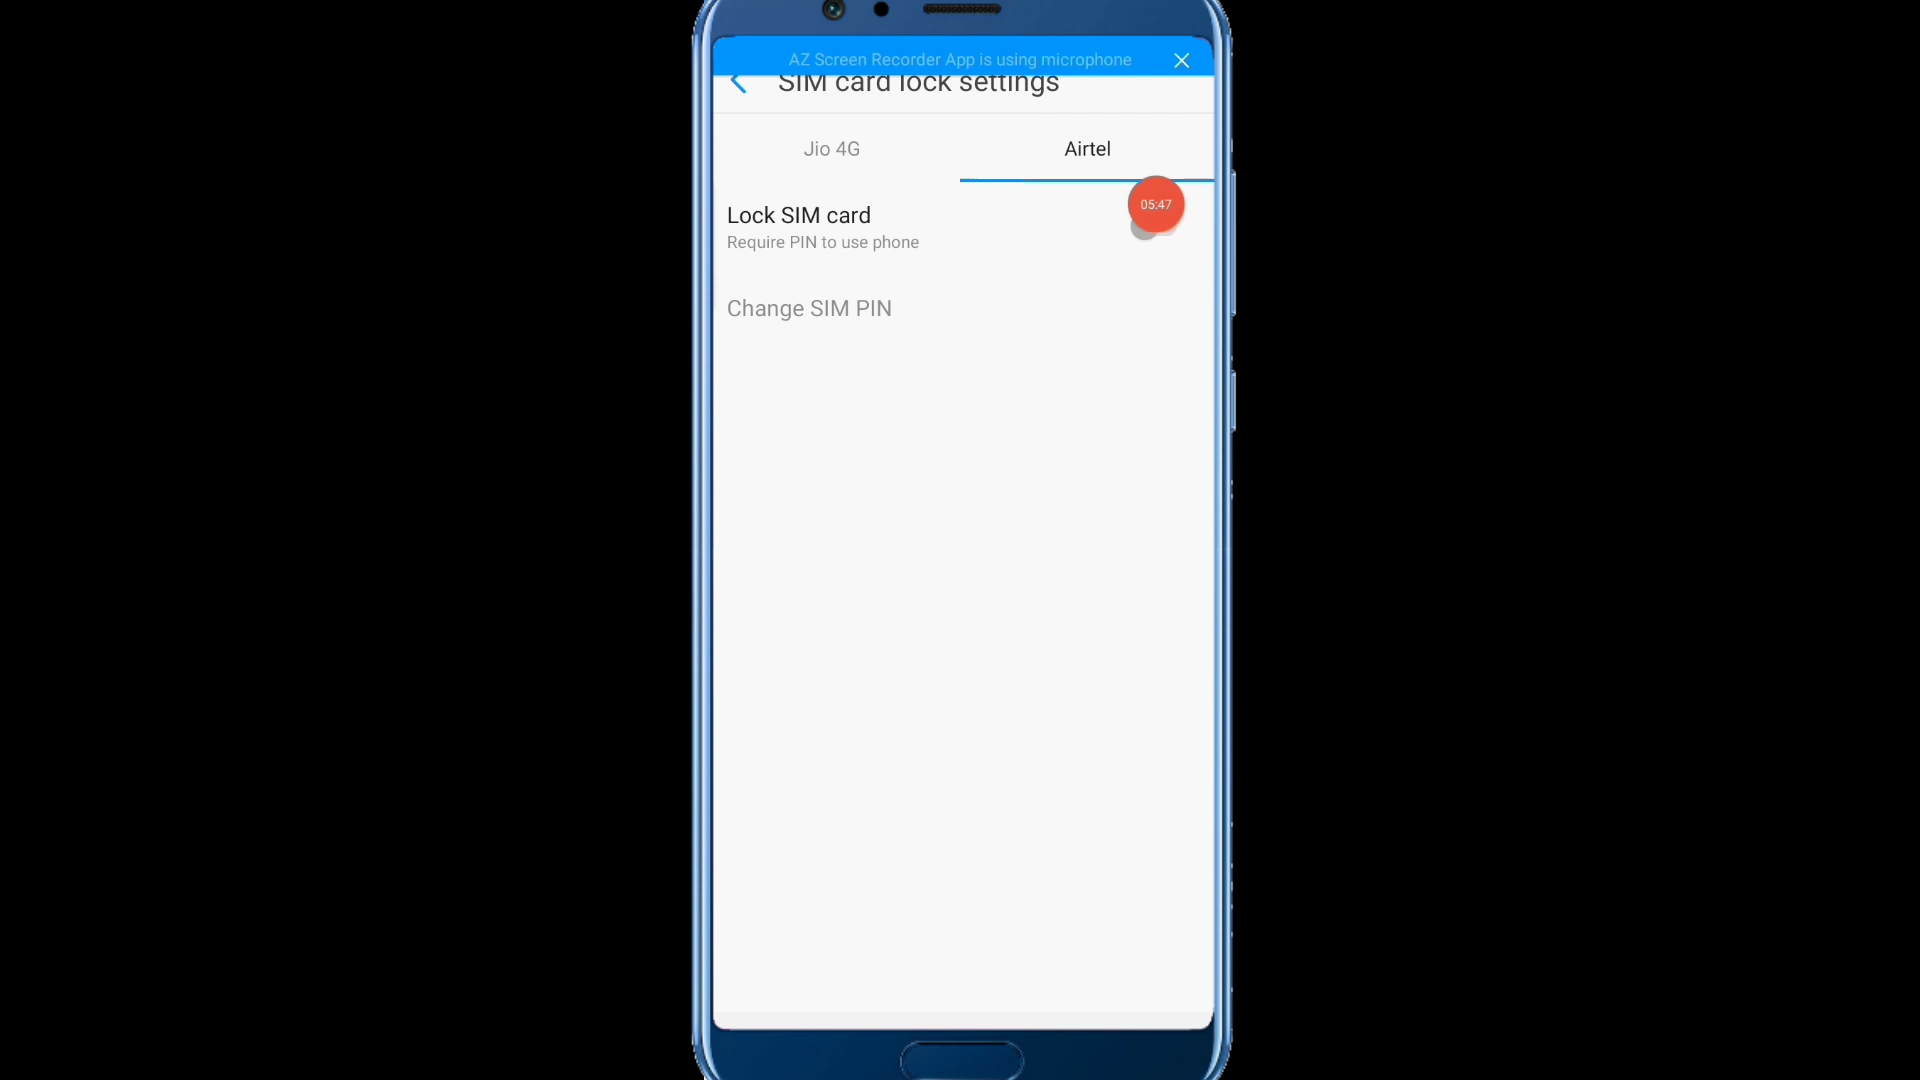 AZ Screen Recorder App is using microphone
SIM card lock settings
Jio 4G
Airtel
05:47
Lock SIM card
Require PIN to use phone
Change SIM PIN